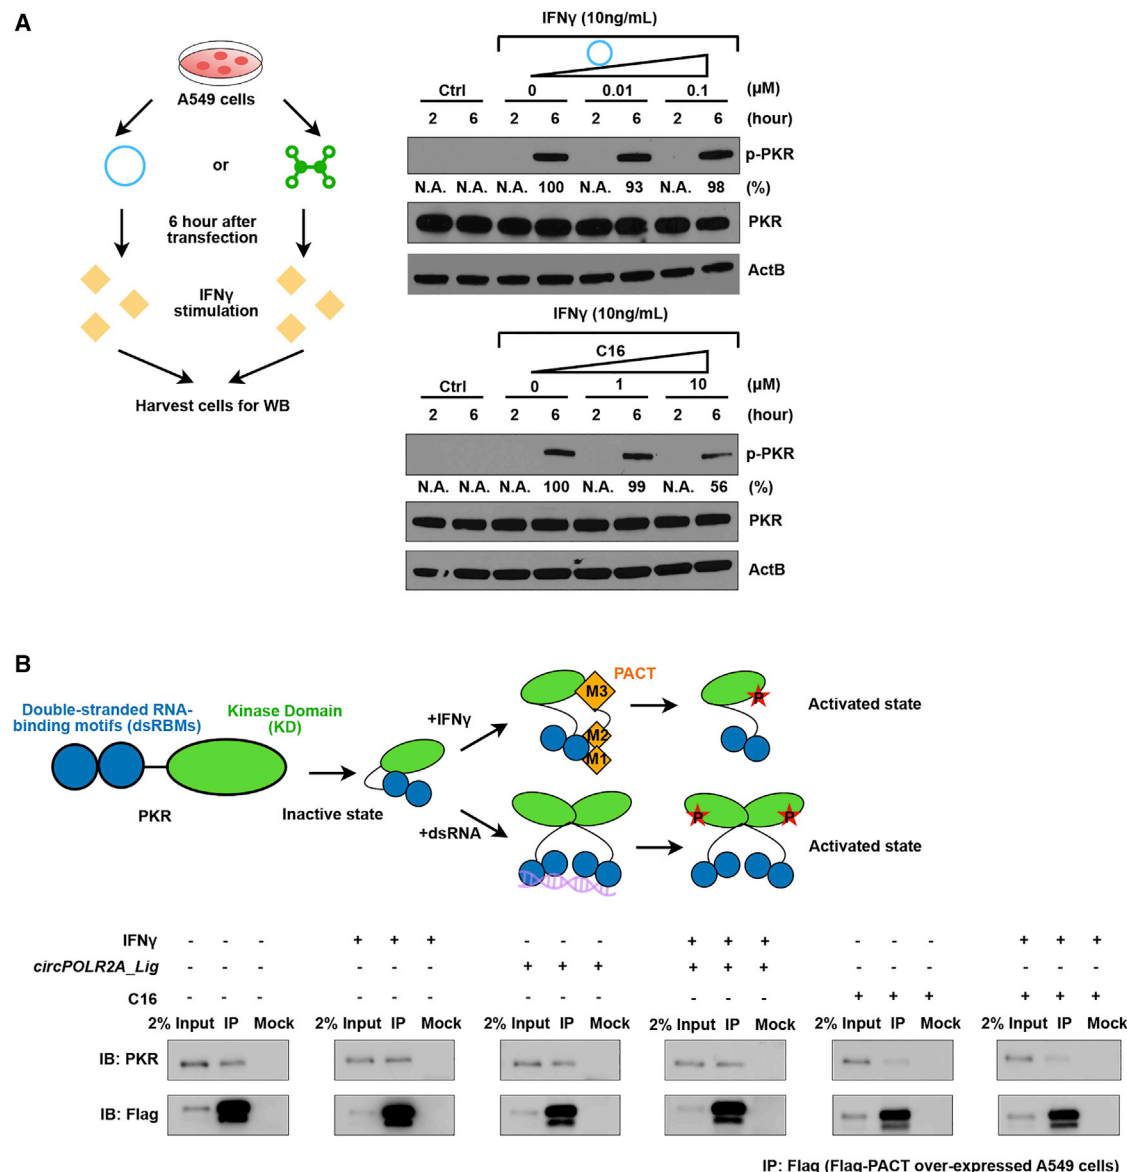 A
A549 cells
or
6 hour after
transfection
IFNγ
stimulation
Harvest cells for WB
IFNγ (10ng/mL)
Ctrl 0 0.01 0.1 (μM)
2 6 2 6 2 6 2 6 (hour)
p-PKR
N.A. N.A. N.A. 100 N.A. 93 N.A. 98 (%)
PKR
ActB
IFNγ (10ng/mL)
C16
Ctrl 0 1 10 (μM)
2 6 2 6 2 6 2 6 (hour)
p-PKR
N.A. N.A. N.A. 100 N.A. 99 N.A. 56 (%)
PKR
ActB
B
Double-stranded RNA-
binding motifs (dsRBMs)
Kinase Domain
(KD)
PKR
Inactive state
+IFNγ
PACT
M3
M2
M1
P
Activated state
+dsRNA
P P
Activated state
IFNγ - - - + + + - - - + + + - - - + + +
circPOLR2A_Lig - - - - - - + + + + + + - - - - - -
C16 - - - - - - - - - - - - + + + + + +
2% Input IP Mock 2% Input IP Mock 2% Input IP Mock 2% Input IP Mock 2% Input IP Mock 2% Input IP Mock
IB: PKR
IB: Flag
IP: Flag (Flag-PACT over-expressed A549 cells)